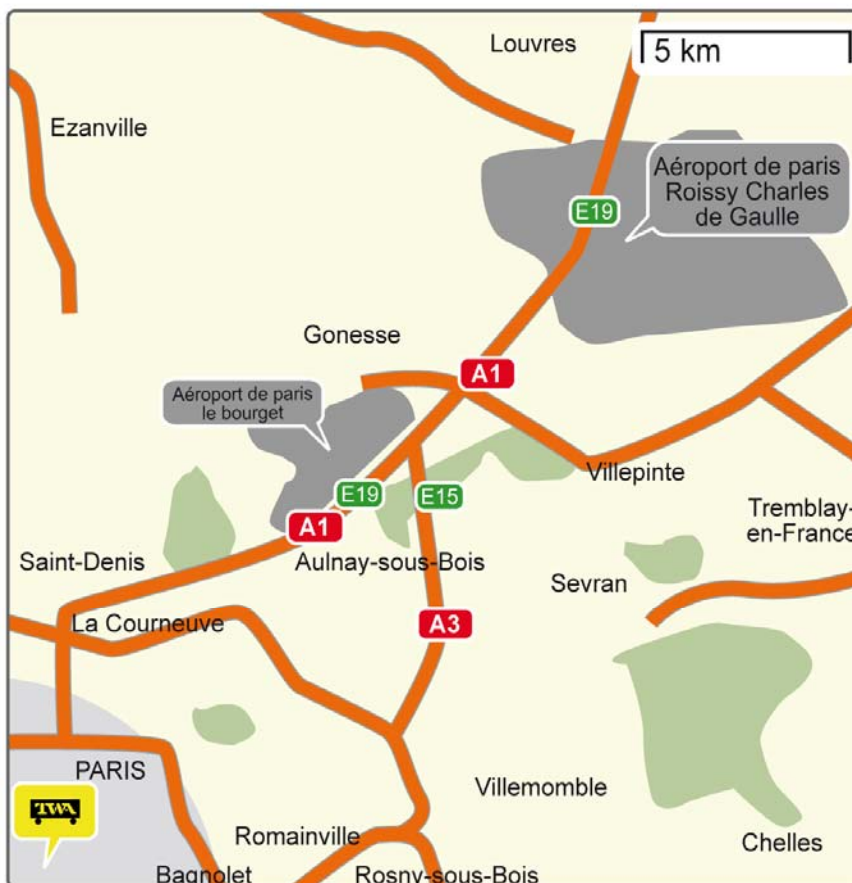 Louvres
5 km
Ezanville
Aéroport de paris
Roissy Charles
de Gaulle
E19
Gonesse
A1
Aéroport de paris
le bourget
Villepinte
E19
E15
Tremblay-
en-France
A1
Saint-Denis
Aulnay-sous-Bois
Sevran
La Courneuve
A3
PARIS
Villemomble
TWA
Romainville
Chelles
Bagnolet
Rosny-sous-Bois